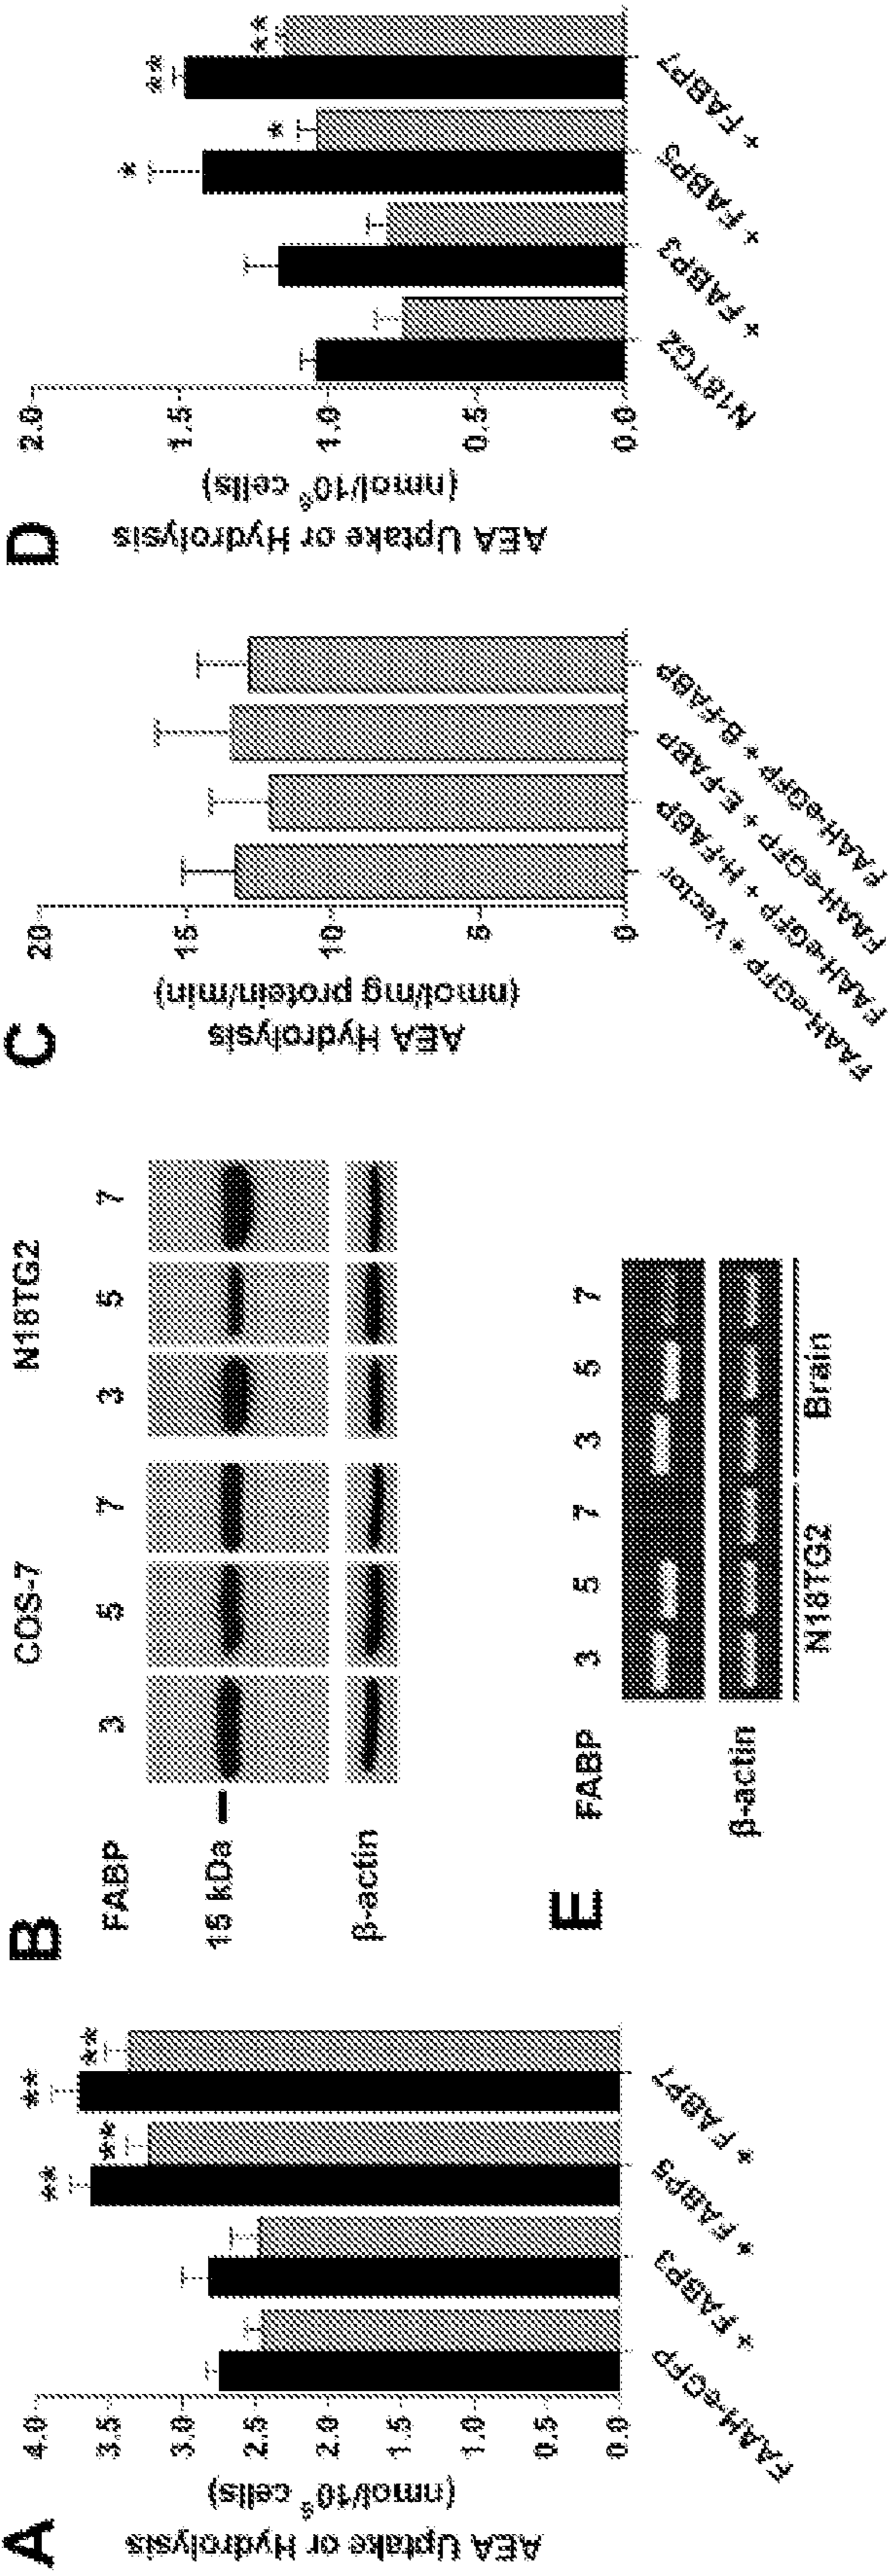 A
AEA Uptake or Hydrolysis
(nmol/10⁶ cells)
4.0
3.5
3.0
2.5
2.0
1.5
1.0
0.5
0.0
** ** ** **
FAAH-eGFP
+ FABP3
+ FABP5
+ FABP7
B
COS-7 N18TG2
FABP 3 5 7 3 5 7
15 kDa
β-actin
E
FABP 3 5 7 3 5 7
β-actin
N18TG2 Brain
C
AEA Hydrolysis
(nmol/mg protein/min)
20
15
10
5
0
FAAH-eGFP + Vector
FAAH-eGFP + H-FABP
FAAH-eGFP + E-FABP
FAAH-eGFP + B-FABP
D
AEA Uptake or Hydrolysis
(nmol/10⁶ cells)
2.0
1.5
1.0
0.5
0.0
* * ** **
N18TG2
+ FABP3
+ FABP5
+ FABP7